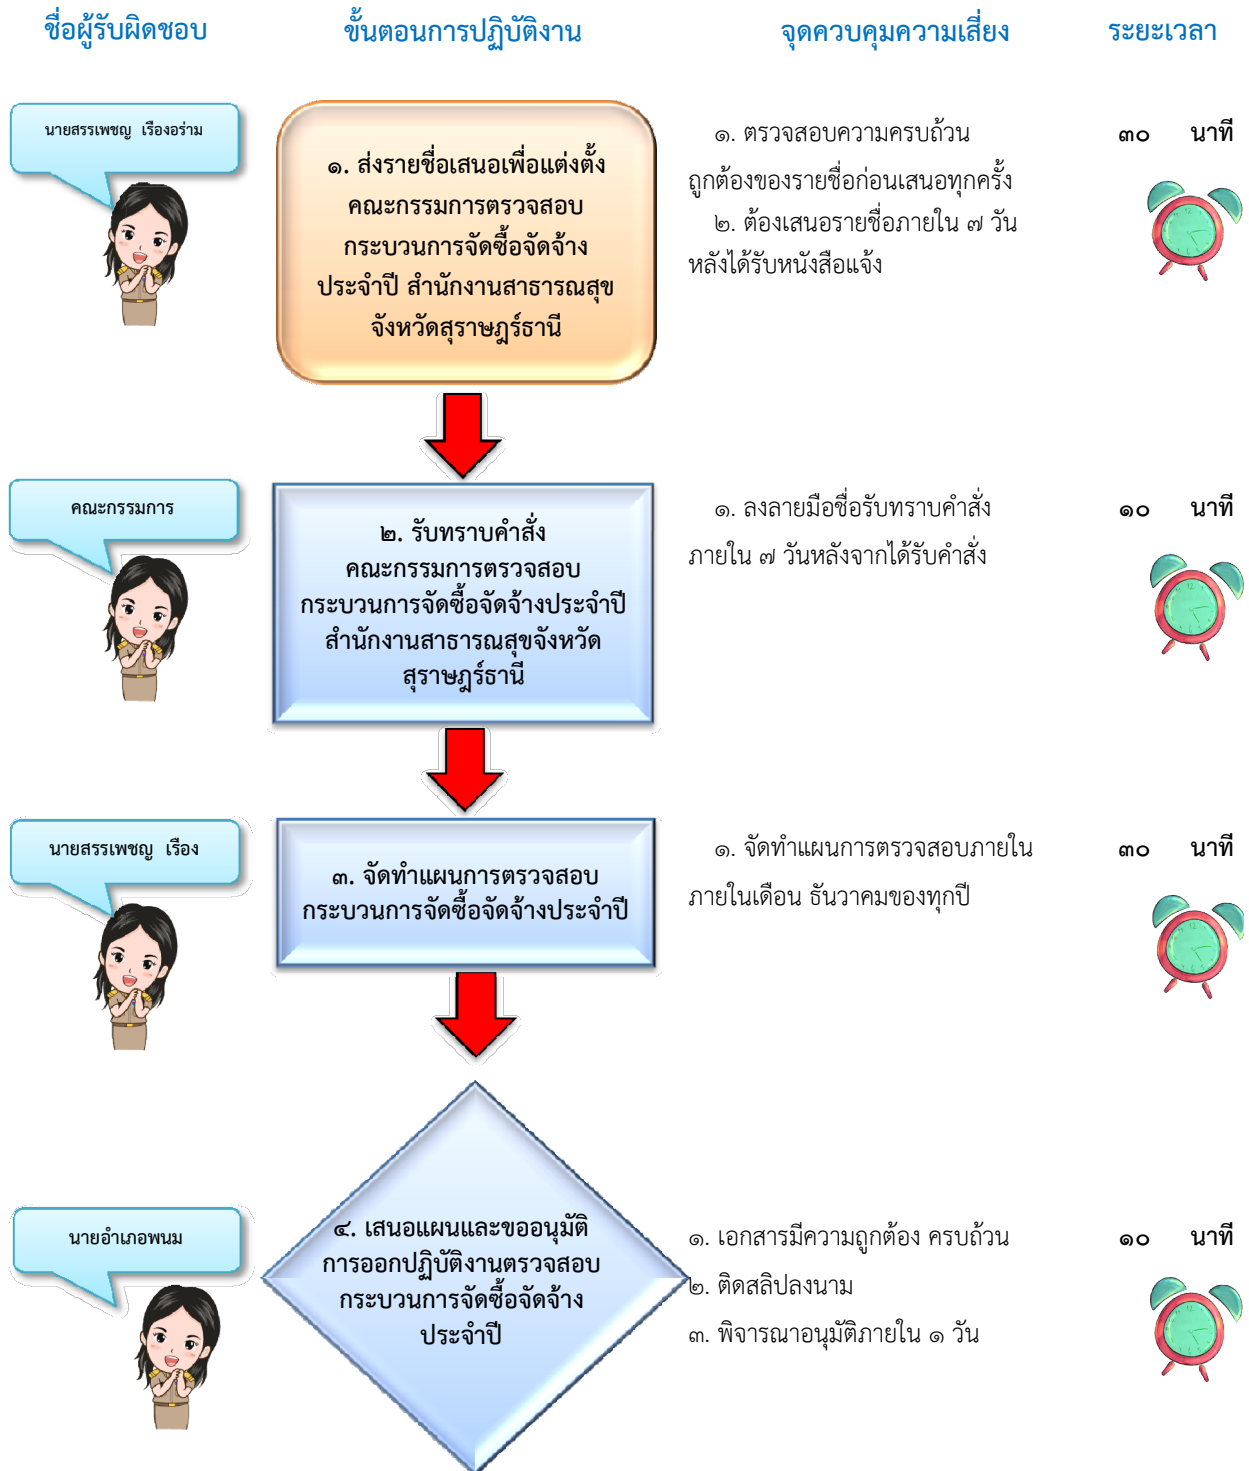 ชื่อผู้รับผิดชอบ ขั้นตอนการปฏิบัติงาน จุดควบคุมความเสี่ยง ระยะเวลา
นายสรรเพชญ เรืองอร่าม
๑. ส่งรายชื่อเสนอเพื่อแต่งตั้ง
คณะกรรมการตรวจสอบ
กระบวนการจัดซื้อจัดจ้าง
ประจำปี สำนักงานสาธารณสุข
จังหวัดสุราษฎร์ธานี
๑. ตรวจสอบความครบถ้วน
ถูกต้องของรายชื่อก่อนเสนอทุกครั้ง
๒. ต้องเสนอรายชื่อภายใน ๗ วัน
หลังได้รับหนังสือแจ้ง
๓๐ นาที
คณะกรรมการ
๒. รับทราบคำสั่ง
คณะกรรมการตรวจสอบ
กระบวนการจัดซื้อจัดจ้างประจำปี
สำนักงานสาธารณสุขจังหวัด
สุราษฎร์ธานี
๑. ลงลายมือชื่อรับทราบคำสั่ง
ภายใน ๗ วันหลังจากได้รับคำสั่ง
๑๐ นาที
นายสรรเพชญ เรือง
๓. จัดทำแผนการตรวจสอบ
กระบวนการจัดซื้อจัดจ้างประจำปี
๑. จัดทำแผนการตรวจสอบภายใน
ภายในเดือน ธันวาคมของทุกปี
๓๐ นาที
นายอำเภอพนม
๔. เสนอแผนและขออนุมัติ
การออกปฏิบัติงานตรวจสอบ
กระบวนการจัดซื้อจัดจ้าง
ประจำปี
๑. เอกสารมีความถูกต้อง ครบถ้วน
๒. ติดสลิปลงนาม
๓. พิจารณาอนุมัติภายใน ๑ วัน
๑๐ นาที